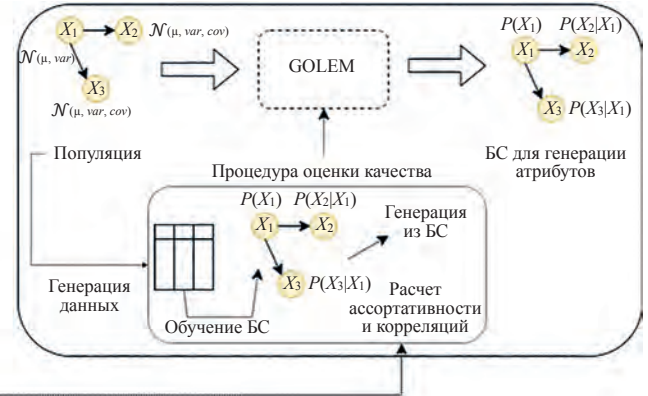 X₁ X₂ 𝒩(μ, var, cov)
𝒩(μ, var)
X₃
𝒩(μ, var, cov)
GOLEM
P(X₁) P(X₂|X₁)
X₁ X₂
X₃ P(X₃|X₁)
Популяция
БС для генерации
атрибутов
Процедура оценки качества
P(X₁) P(X₂|X₁)
X₁ X₂
X₃ P(X₃|X₁)
Генерация
из БС
Генерация
данных
Обучение БС
Расчет
ассортативности
и корреляций